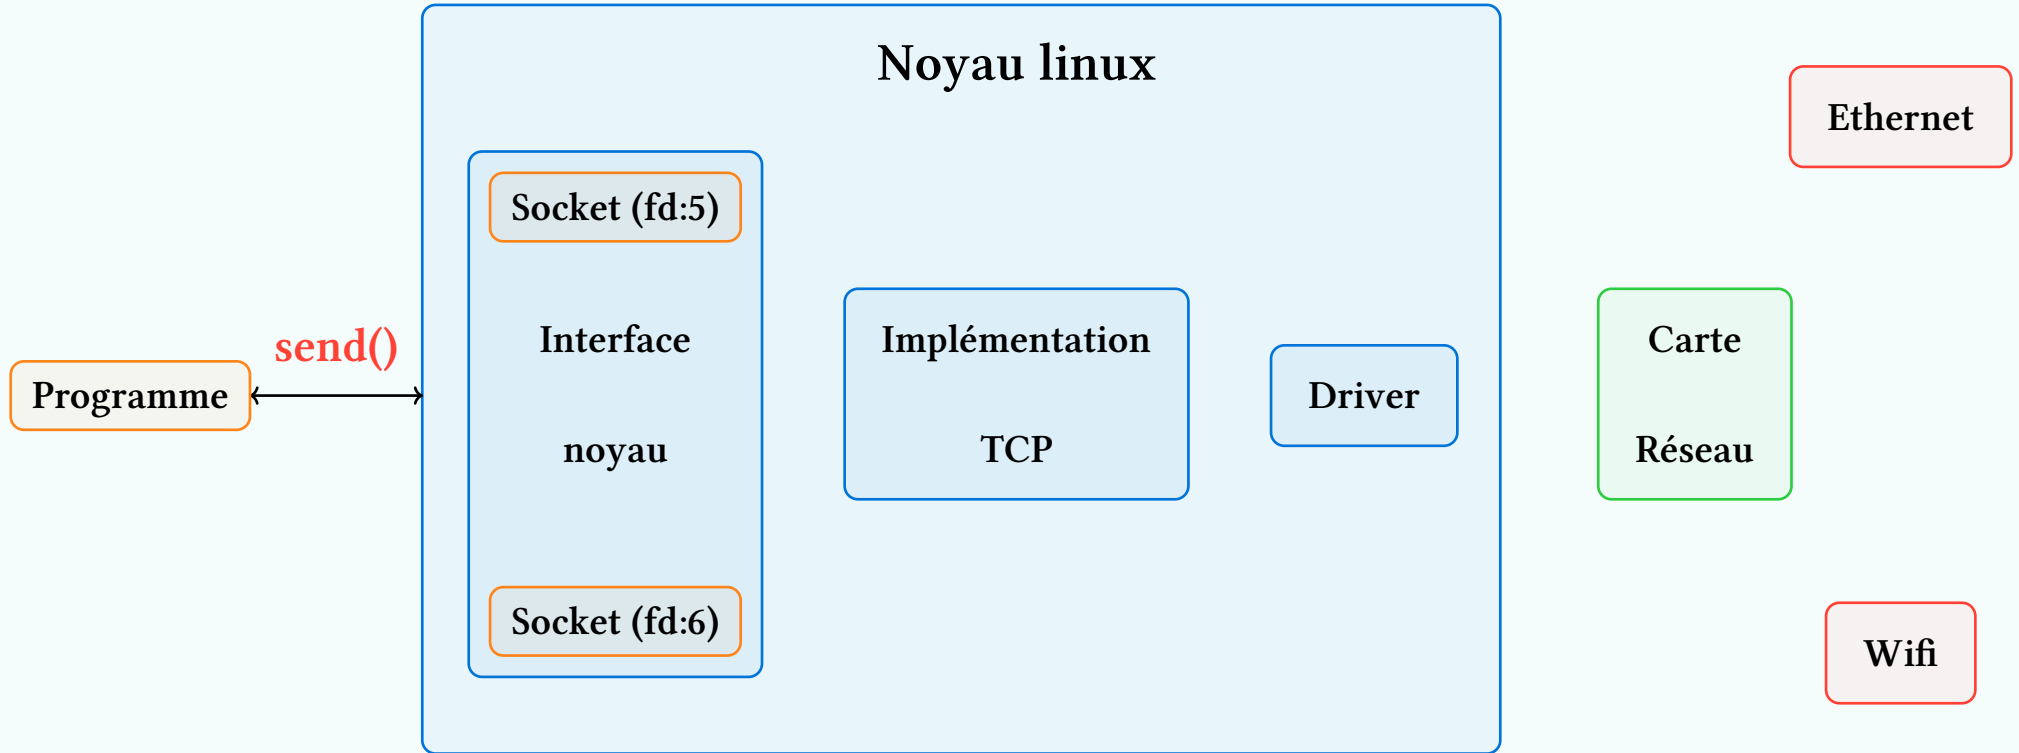 Noyau linux
Ethernet
Socket (fd:5)
send()
Programme
Interface
noyau
Implémentation
TCP
Driver
Carte
Réseau
Socket (fd:6)
Wifi